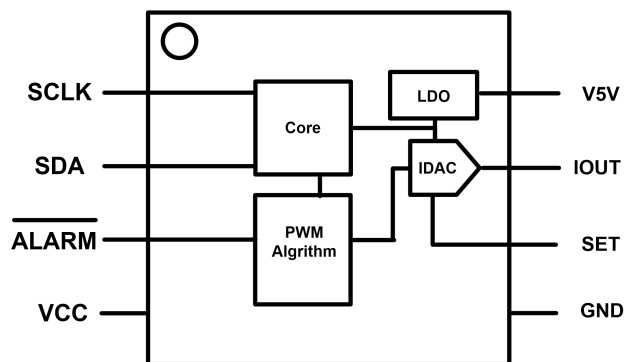 SCLK
SDA
ALARM
VCC
Core
PWM
Algrithm
LDO
IDAC
V5V
IOUT
SET
GND